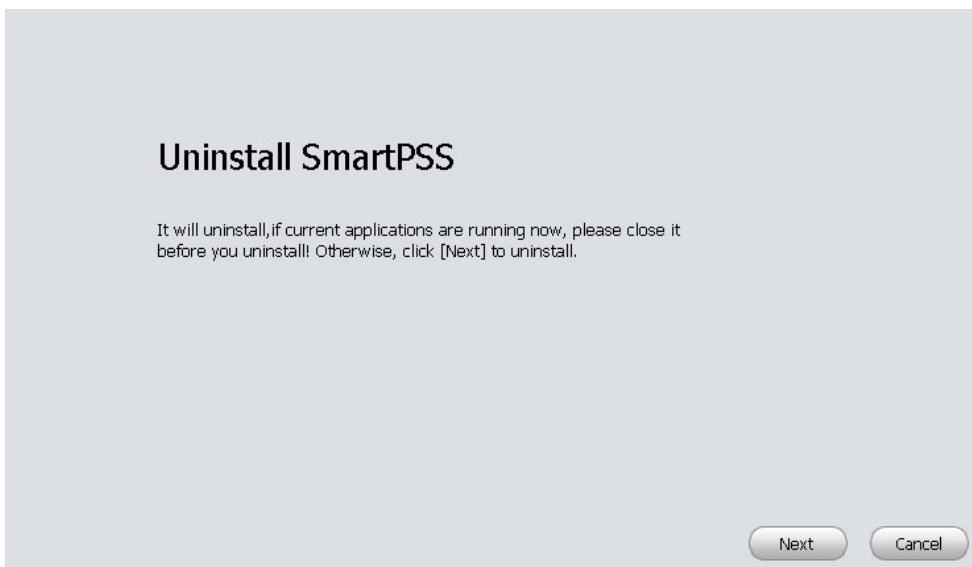 Uninstall SmartPSS
It will uninstall,if current applications are running now, please close it
before you uninstall! Otherwise, click [Next] to uninstall.
Next
Cancel